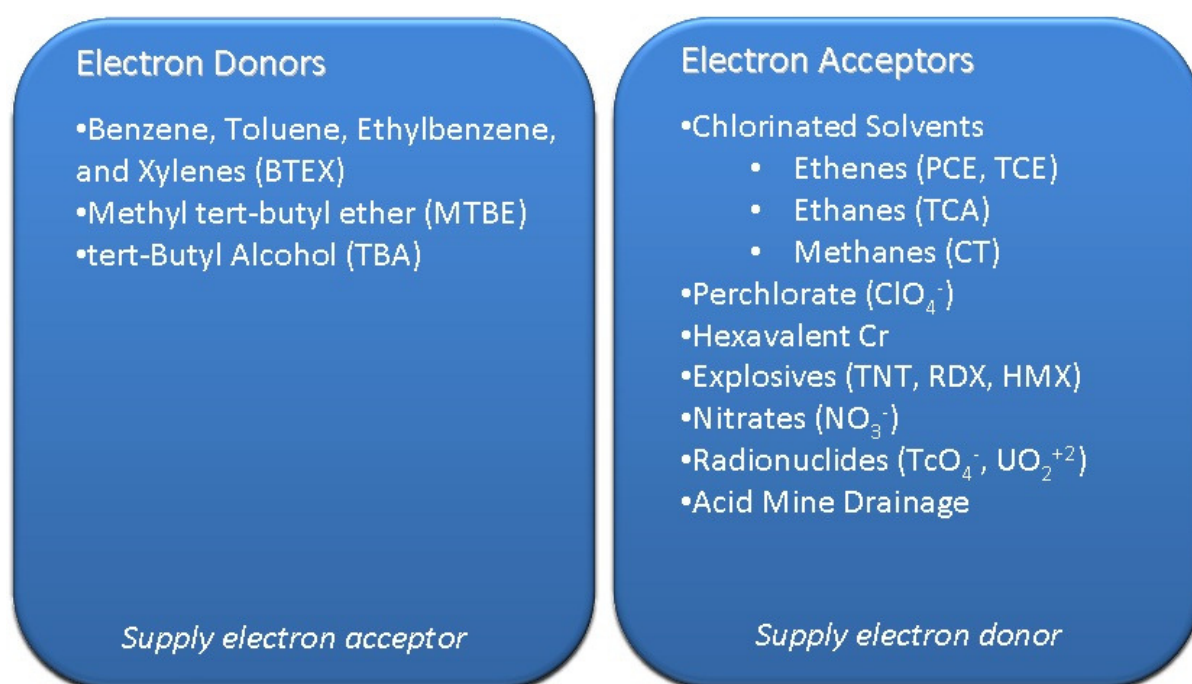 Electron Donors
•Benzene, Toluene, Ethylbenzene,
and Xylenes (BTEX)
•Methyl tert-butyl ether (MTBE)
•tert-Butyl Alcohol (TBA)
Supply electron acceptor
Electron Acceptors
•Chlorinated Solvents
• Ethenes (PCE, TCE)
• Ethanes (TCA)
• Methanes (CT)
•Perchlorate (ClO₄⁻)
•Hexavalent Cr
•Explosives (TNT, RDX, HMX)
•Nitrates (NO₃⁻)
•Radionuclides (TcO₄⁻, UO₂⁺²)
•Acid Mine Drainage
Supply electron donor